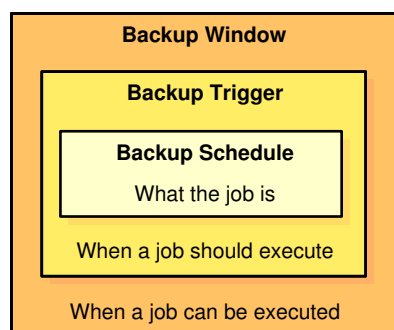 Backup Window
Backup Trigger
Backup Schedule
What the job is
When a job should execute
When a job can be executed